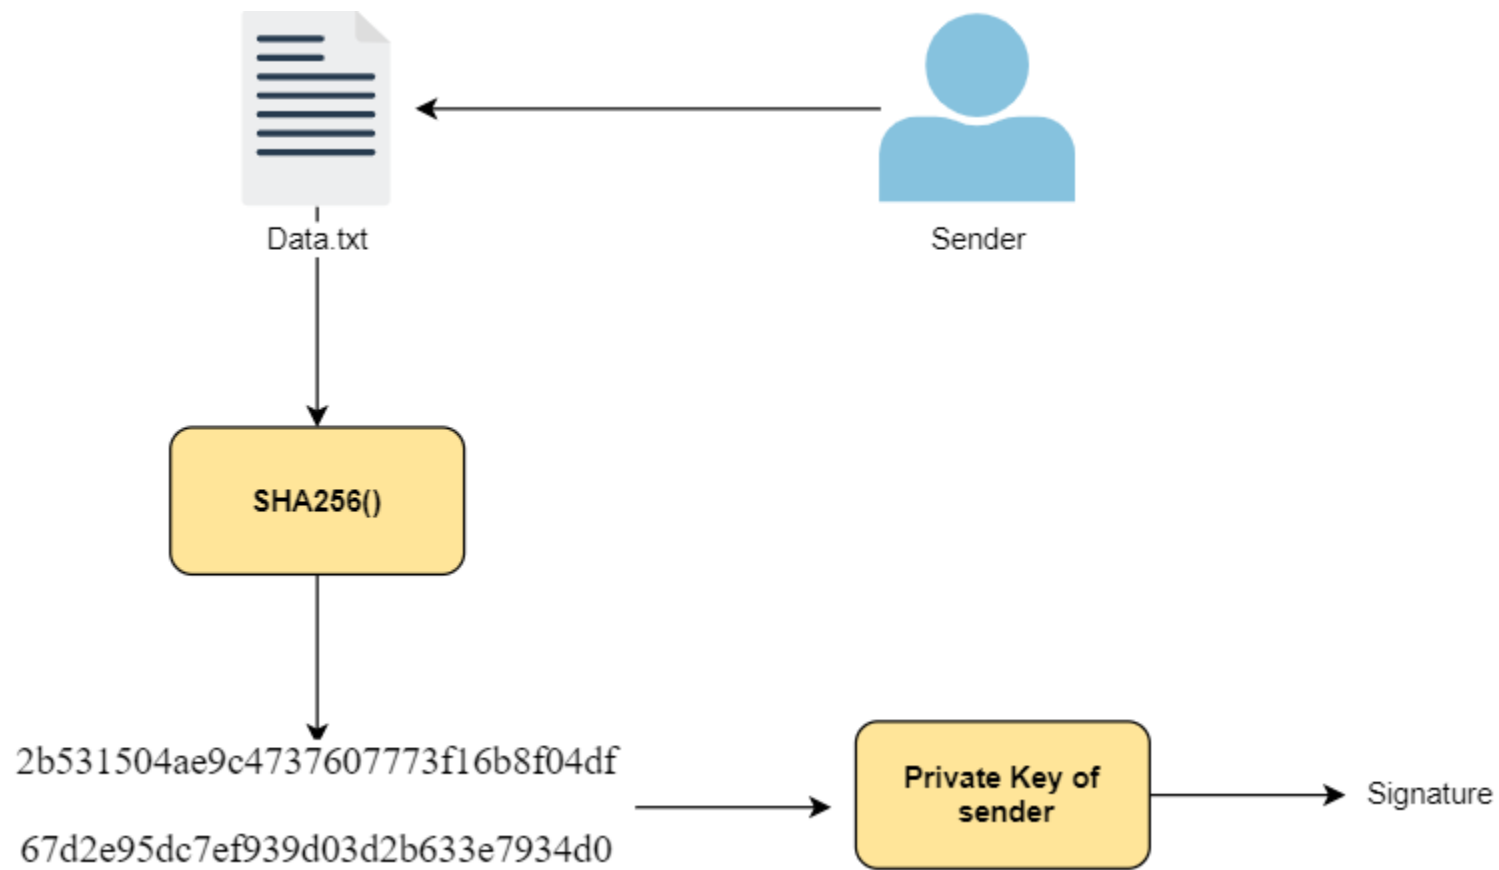 Data.txt
Sender
SHA256()
2b531504ae9c4737607773f16b8f04df
67d2e95dc7ef939d03d2b633e7934d0
Private Key of
sender
Signature